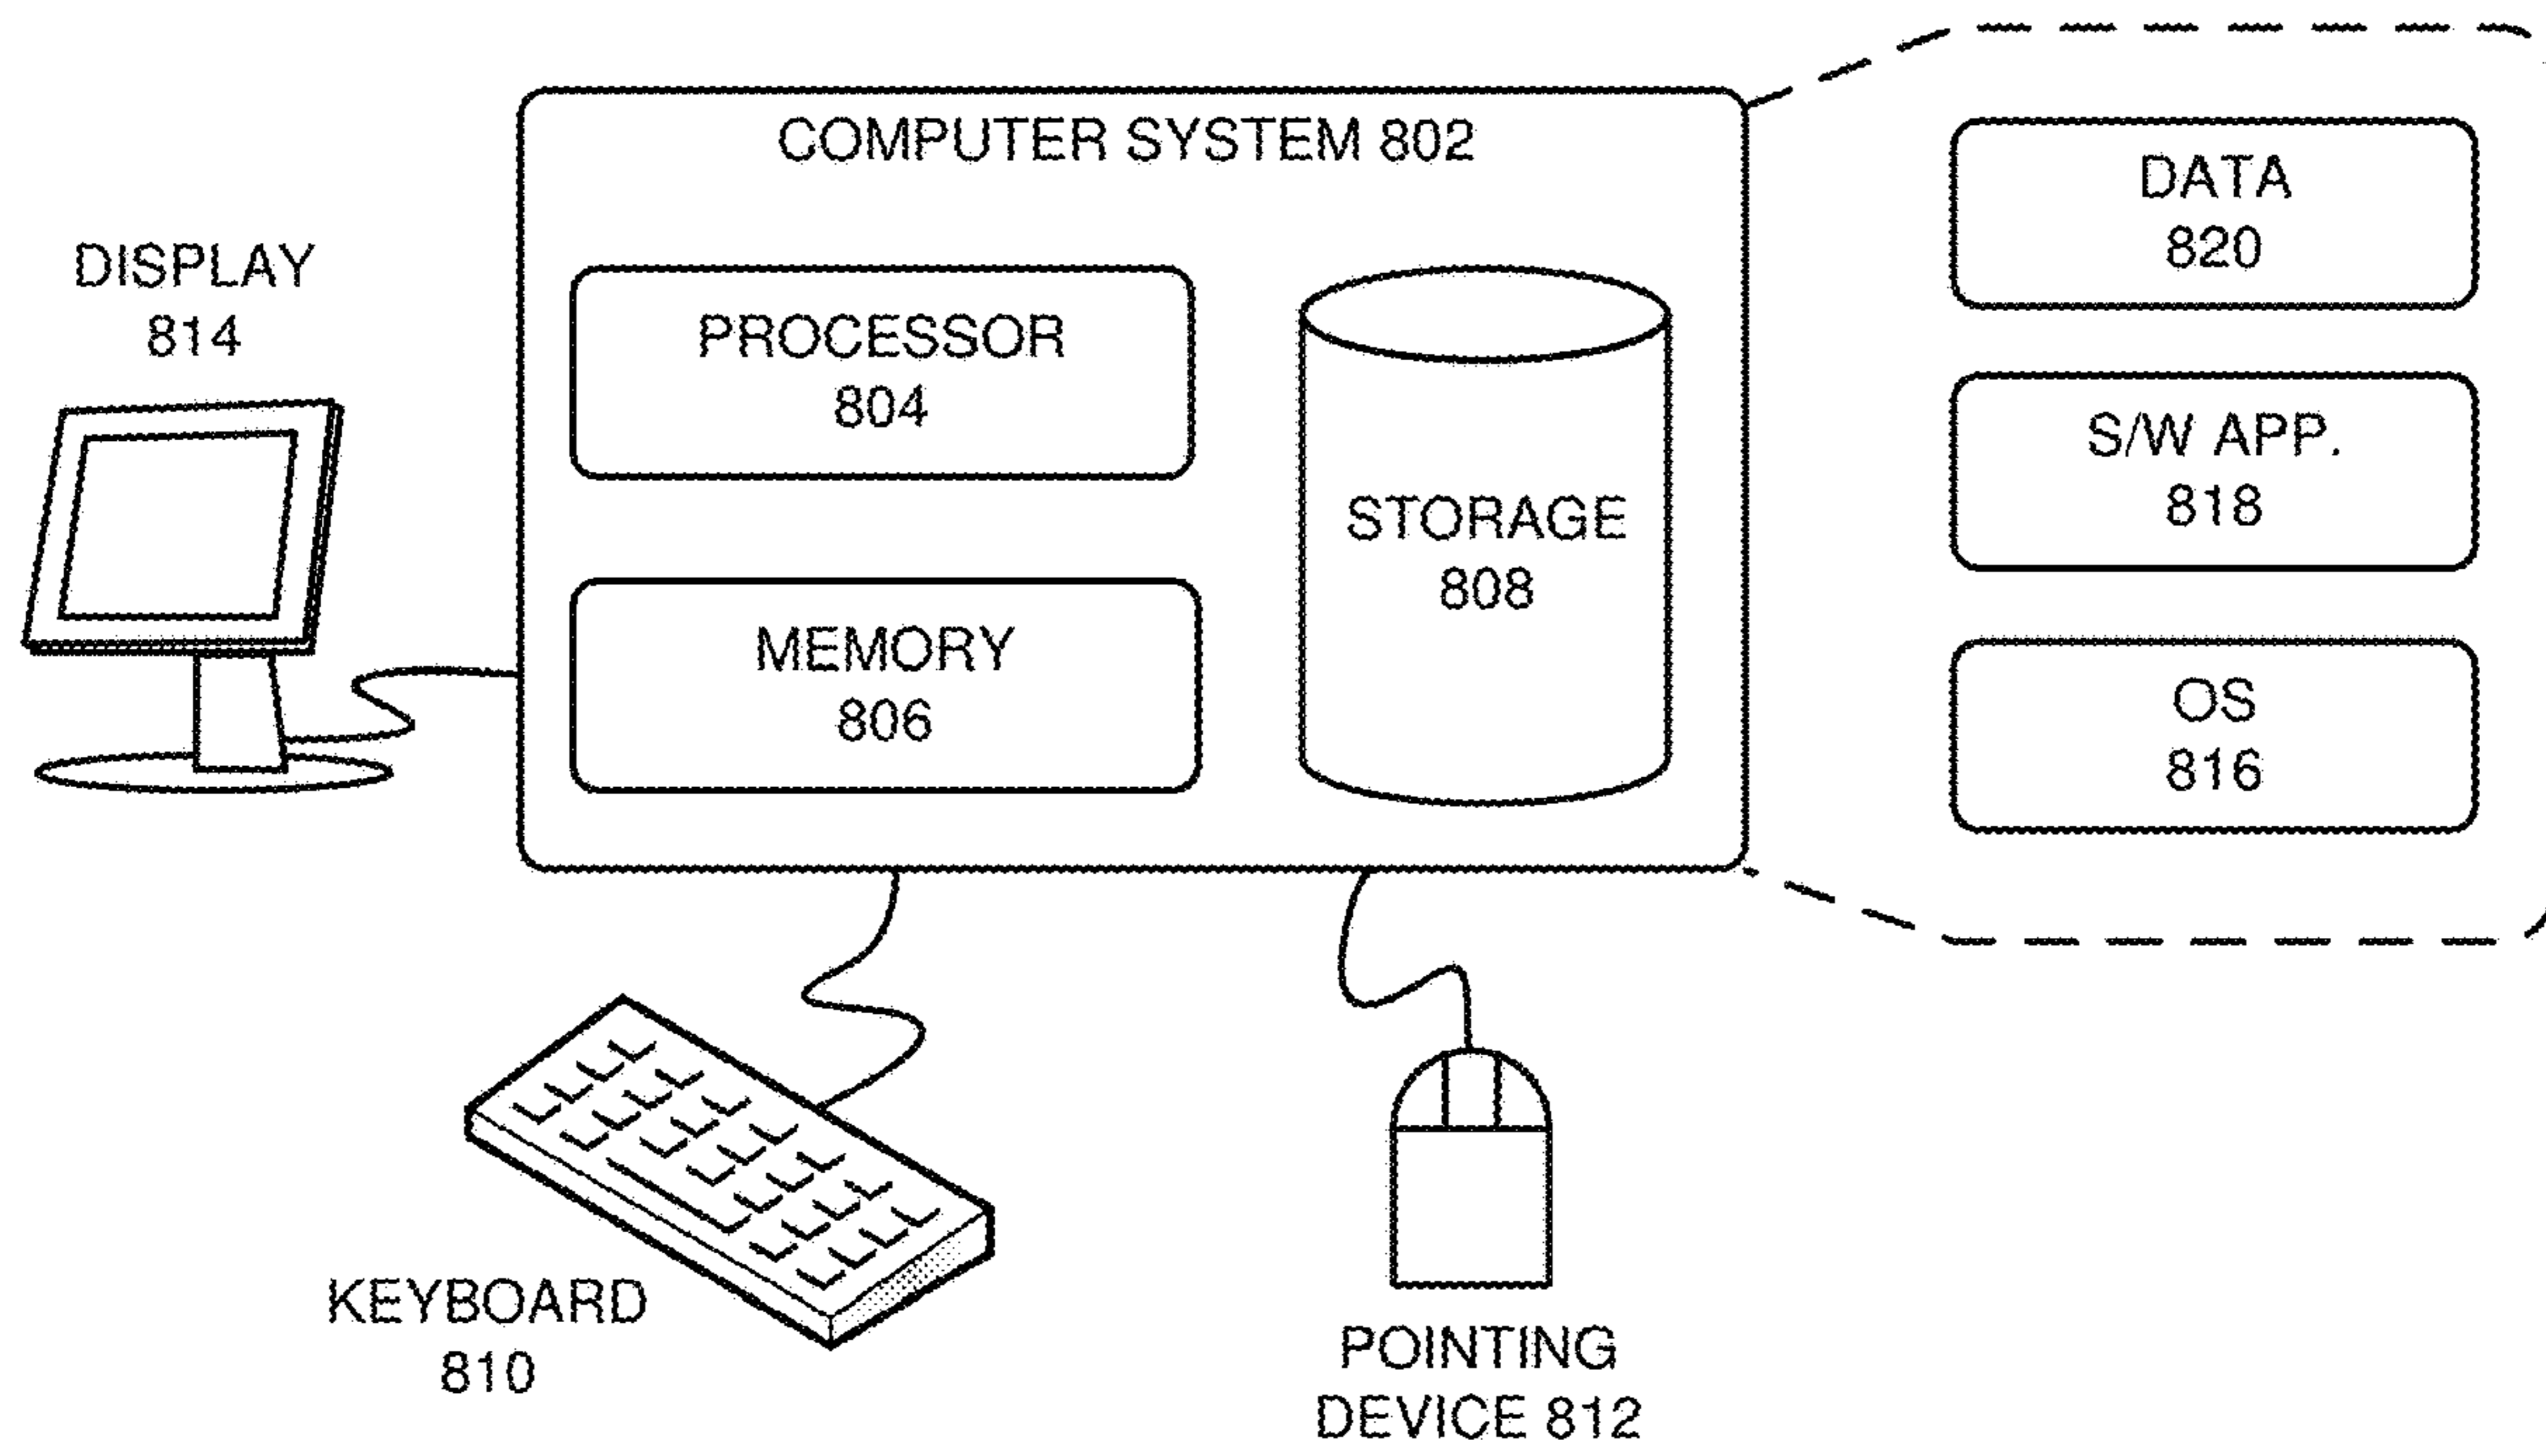 COMPUTER SYSTEM 802
DISPLAY
814
PROCESSOR
804
MEMORY
806
STORAGE
808
DATA
820
S/W APP.
818
OS
816
KEYBOARD
810
POINTING
DEVICE 812